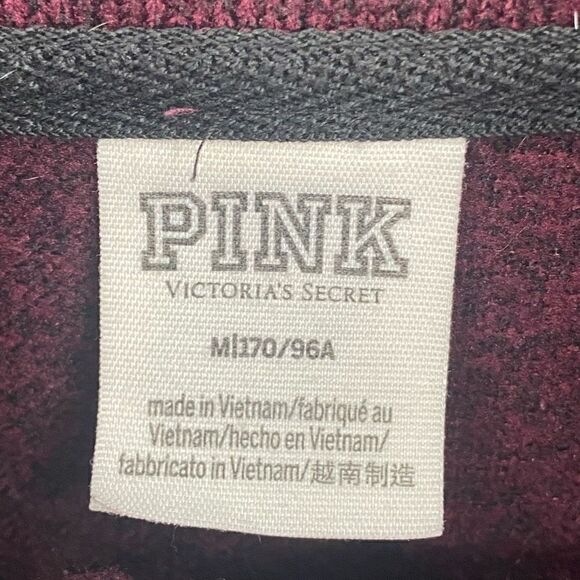 PINK
VICTORIA'S SECRET
M|170/96A
made in Vietnam/fabriqué au
Vietnam/hecho en Vietnam/
fabbricato in Vietnam/越南制造